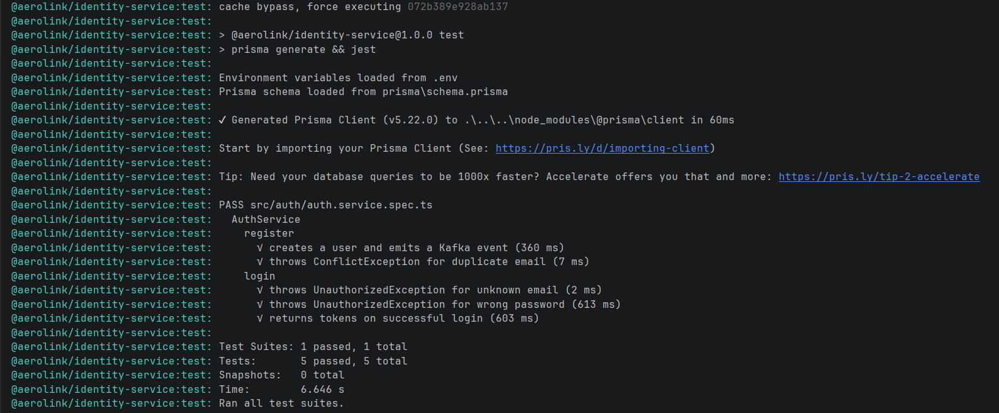 @aerolink/identity-service:test: cache bypass, force executing 072b389e928ab137
@aerolink/identity-service:test:
@aerolink/identity-service:test: > @aerolink/identity-service@1.0.0 test
@aerolink/identity-service:test: > prisma generate && jest
@aerolink/identity-service:test:
@aerolink/identity-service:test: Environment variables loaded from .env
@aerolink/identity-service:test: Prisma schema loaded from prisma\schema.prisma
@aerolink/identity-service:test:
@aerolink/identity-service:test: ✔ Generated Prisma Client (v5.22.0) to .\..\..\node_modules\@prisma\client in 60ms
@aerolink/identity-service:test:
@aerolink/identity-service:test: Start by importing your Prisma Client (See: https://pris.ly/d/importing-client)
@aerolink/identity-service:test:
@aerolink/identity-service:test: Tip: Need your database queries to be 1000x faster? Accelerate offers you that and more: https://pris.ly/tip-2-accelerate
@aerolink/identity-service:test:
@aerolink/identity-service:test: PASS src/auth/auth.service.spec.ts
@aerolink/identity-service:test:   AuthService
@aerolink/identity-service:test:     register
@aerolink/identity-service:test:       √ creates a user and emits a Kafka event (360 ms)
@aerolink/identity-service:test:       √ throws ConflictException for duplicate email (7 ms)
@aerolink/identity-service:test:     login
@aerolink/identity-service:test:       √ throws UnauthorizedException for unknown email (2 ms)
@aerolink/identity-service:test:       √ throws UnauthorizedException for wrong password (613 ms)
@aerolink/identity-service:test:       √ returns tokens on successful login (603 ms)
@aerolink/identity-service:test:
@aerolink/identity-service:test: Test Suites: 1 passed, 1 total
@aerolink/identity-service:test: Tests:       5 passed, 5 total
@aerolink/identity-service:test: Snapshots:   0 total
@aerolink/identity-service:test: Time:        6.646 s
@aerolink/identity-service:test: Ran all test suites.